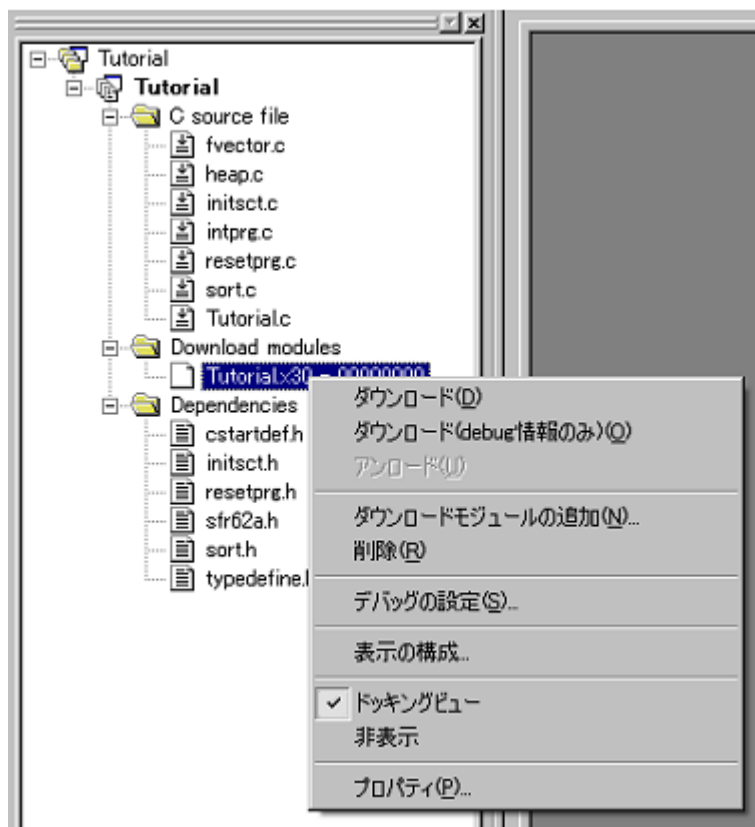 Tutorial
Tutorial
C source file
fvector.c
heap.c
initsct.c
intprg.c
resetprg.c
sort.c
Tutorial.c
Download modules
Tutorial.x30 - 00000000
Dependencies
cstartdef.h
initsct.h
resetprg.h
sfr62a.h
sort.h
typedefine.h
ダウンロード(D)
ダウンロード(debug情報のみ)(O)
アンロード(U)
ダウンロードモジュールの追加(N)...
削除(R)
デバッグの設定(S)...
表示の構成...
ドッキングビュー
非表示
プロパティ(P)...